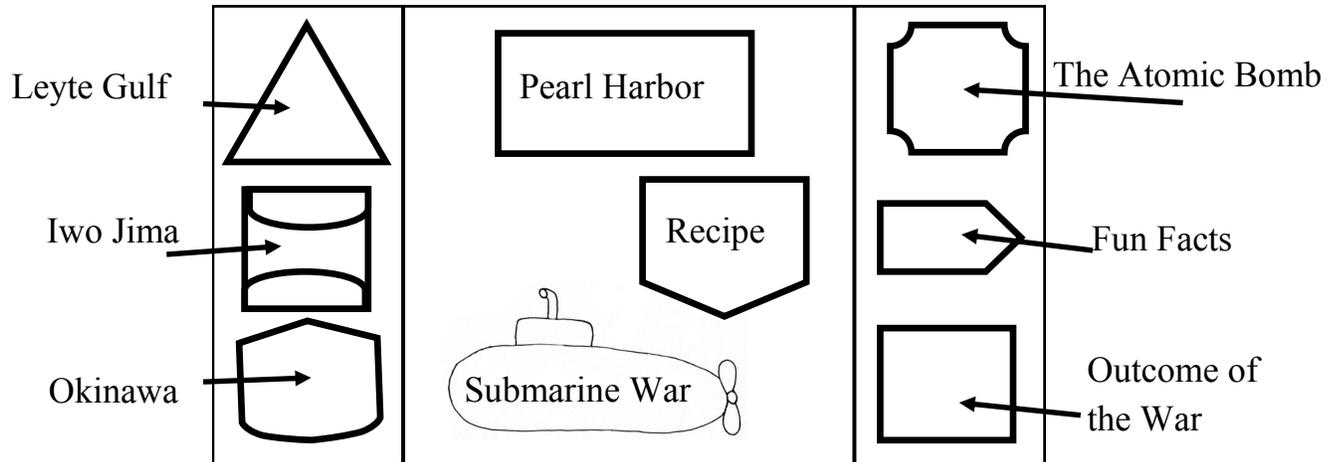 Leyte Gulf
Pearl Harbor
The Atomic Bomb
Iwo Jima
Recipe
Fun Facts
Okinawa
Submarine War
Outcome of
the War